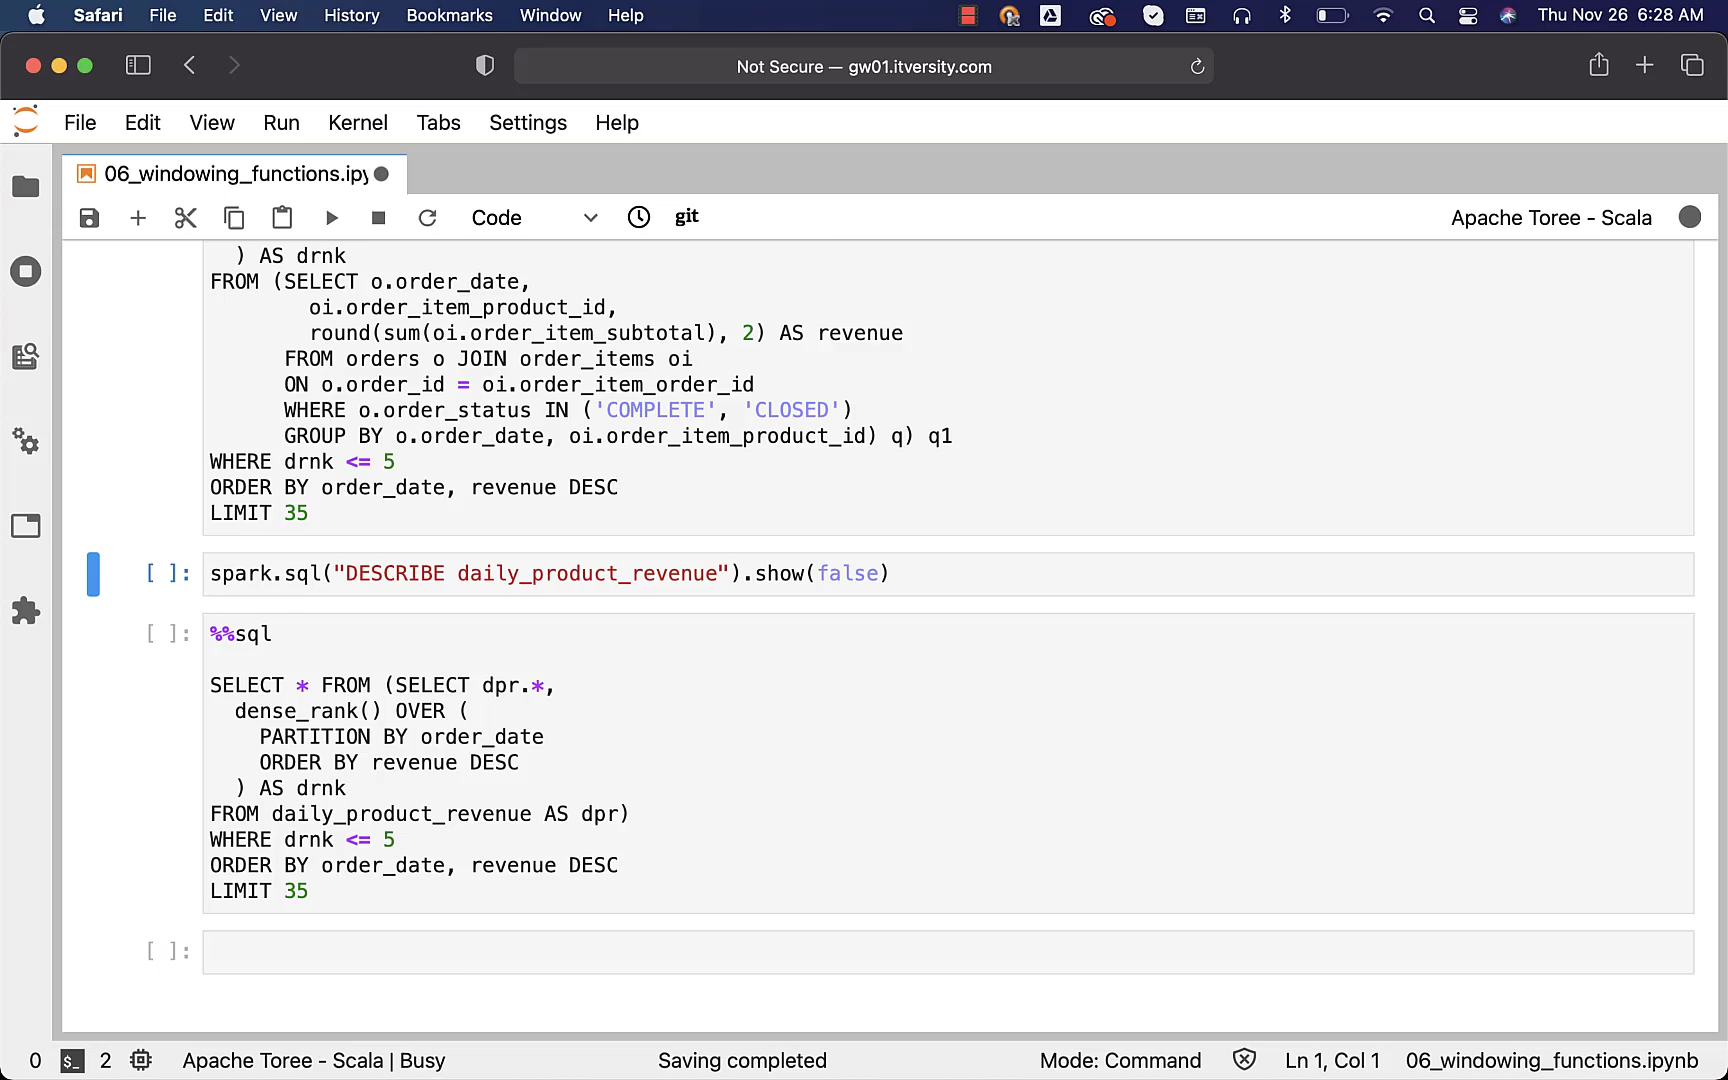 Safari File Edit View History Bookmarks Window Help Thu Nov 26 6:28 AM
Not Secure — gw01.itversity.com
File Edit View Run Kernel Tabs Settings Help
06_windowing_functions.ipy
Code git Apache Toree - Scala
) AS drnk
FROM (SELECT o.order_date,
oi.order_item_product_id,
round(sum(oi.order_item_subtotal), 2) AS revenue
FROM orders o JOIN order_items oi
ON o.order_id = oi.order_item_order_id
WHERE o.order_status IN ('COMPLETE', 'CLOSED')
GROUP BY o.order_date, oi.order_item_product_id) q) q1
WHERE drnk <= 5
ORDER BY order_date, revenue DESC
LIMIT 35
[ ]: spark.sql("DESCRIBE daily_product_revenue").show(false)
[ ]: %%sql
SELECT * FROM (SELECT dpr.*,
dense_rank() OVER (
PARTITION BY order_date
ORDER BY revenue DESC
) AS drnk
FROM daily_product_revenue AS dpr)
WHERE drnk <= 5
ORDER BY order_date, revenue DESC
LIMIT 35
[ ]:
0 $_ 2 Apache Toree - Scala | Busy Saving completed Mode: Command Ln 1, Col 1 06_windowing_functions.ipynb